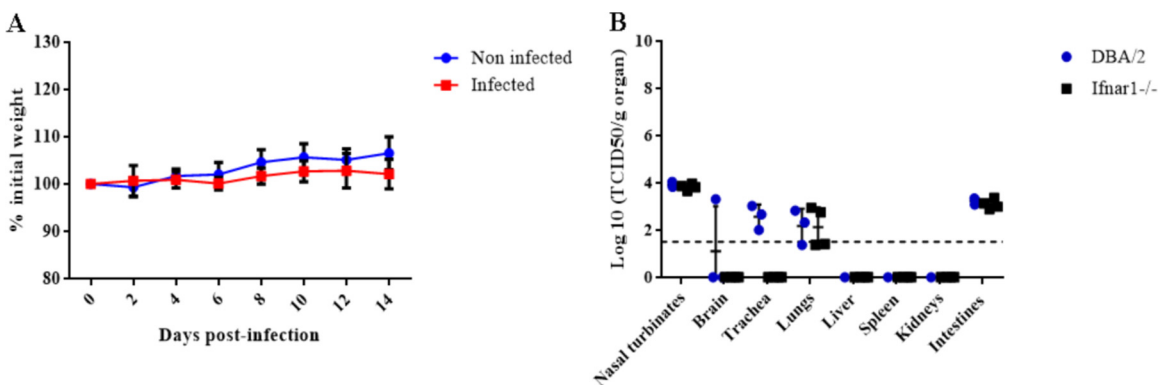 A
130
120
110
100
90
80
% initial weight
0 2 4 6 8 10 12 14
Days post-infection
Non infected
Infected
B
10
8
6
4
2
0
Log 10 (TCID50/g organ)
Nasal turbinates
Brain
Trachea
Lungs
Liver
Spleen
Kidneys
Intestines
DBA/2
Ifnar1-/-